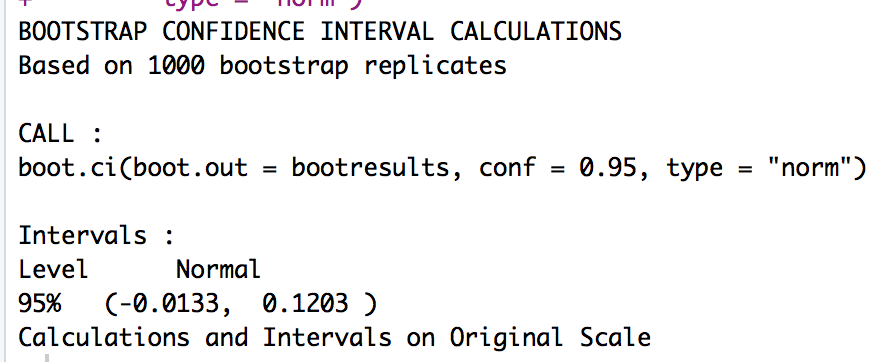 + type = "norm")
BOOTSTRAP CONFIDENCE INTERVAL CALCULATIONS
Based on 1000 bootstrap replicates
CALL :
boot.ci(boot.out = bootresults, conf = 0.95, type = "norm")
Intervals :
Level Normal
95% (-0.0133, 0.1203 )
Calculations and Intervals on Original Scale